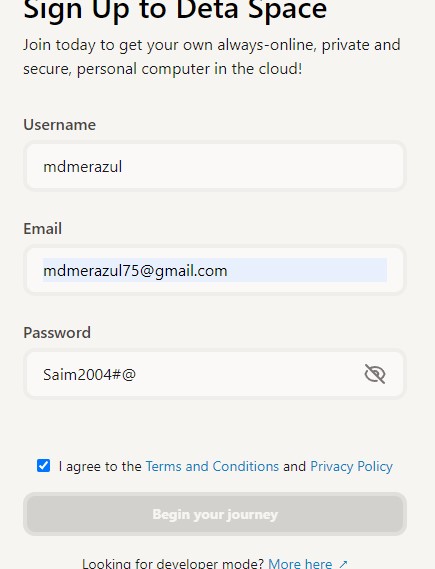 Sign Up to Deta Space
Join today to get your own always-online, private and
secure, personal computer in the cloud!
Username
mdmerazul
Email
mdmerazul75@gmail.com
Password
Saim2004#@
I agree to the Terms and Conditions and Privacy Policy
Begin your journey
Looking for developer mode? More here ↗